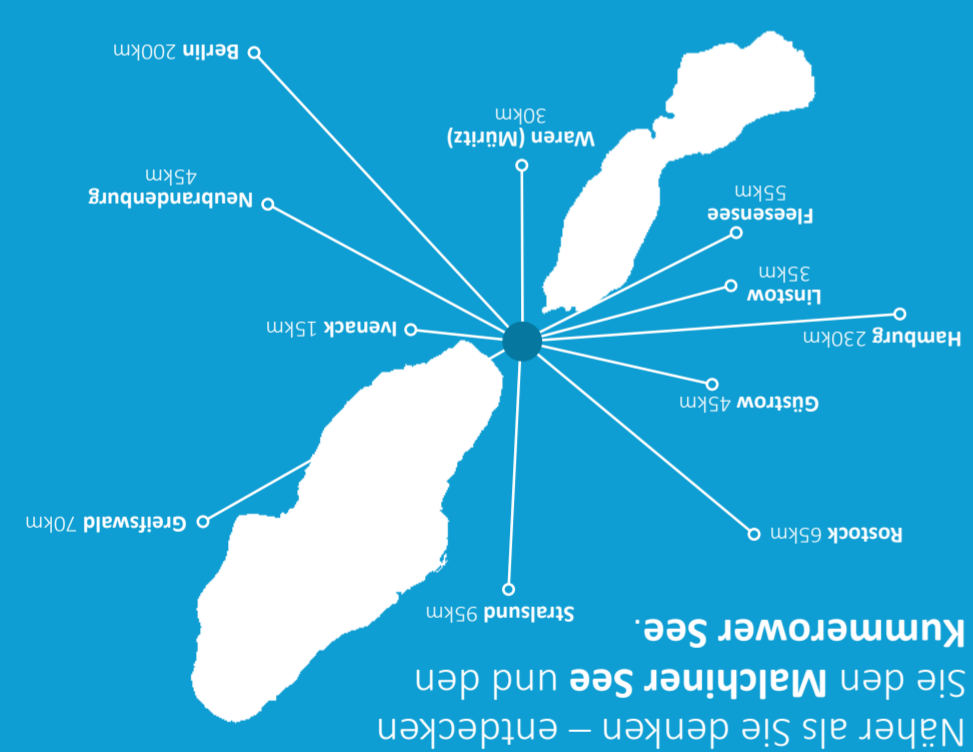 Näher als Sie denken – entdecken
Sie den Malchiner See und den
Kummerower See.
Stralsund 95km
Rostock 65km
Greifswald 70km
Güstrow 45km
Hamburg 230km
Ivenack 15km
Linstow
35km
Fleesensee
55km
Neubrandenburg
45km
Waren (Müritz)
30km
Berlin 200km